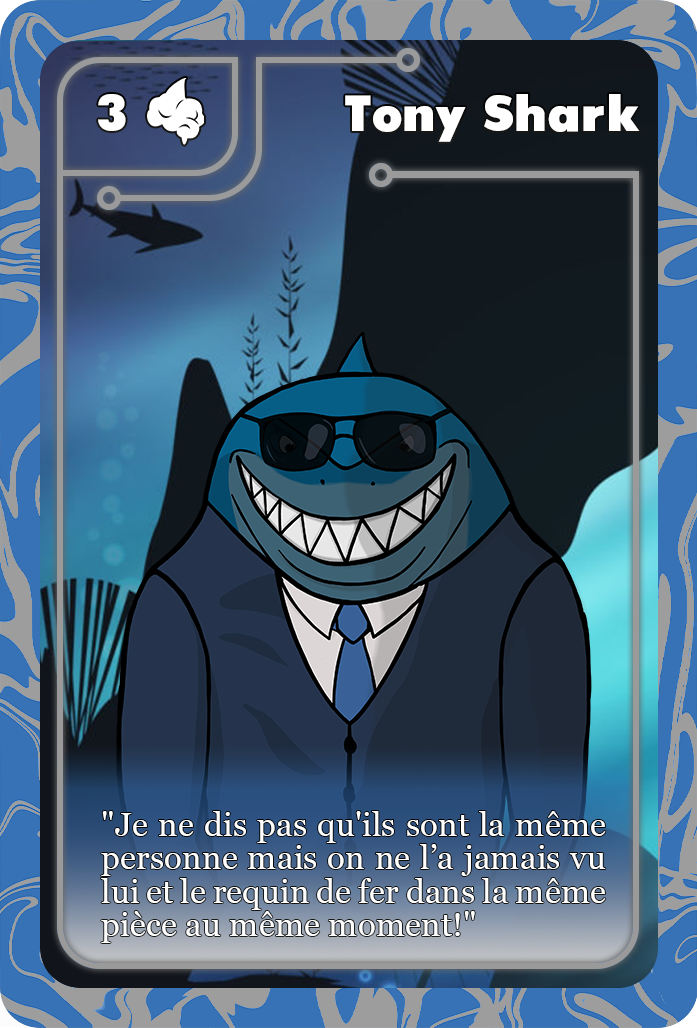 3
Tony Shark
"Je ne dis pas qu'ils sont la même
personne mais on ne l’a jamais vu
lui et le requin de fer dans la même
pièce au même moment!"